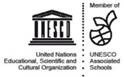 Member of
UNESCO
United Nations
Educational, Scientific and
Cultural Organization
UNESCO
Associated
Schools